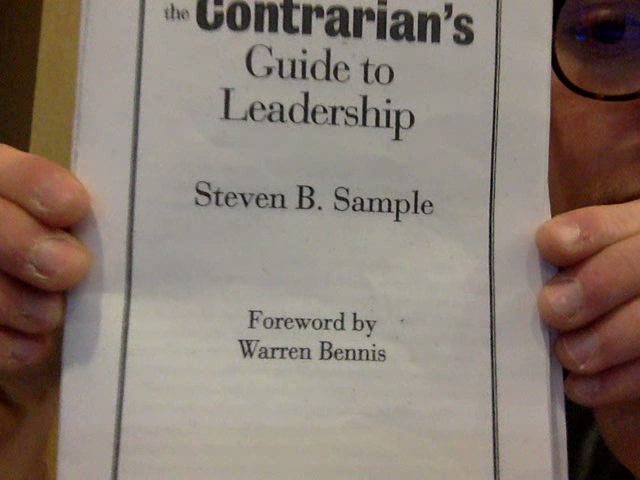 the Contrarian's
Guide to
Leadership
Steven B. Sample
Foreword by
Warren Bennis